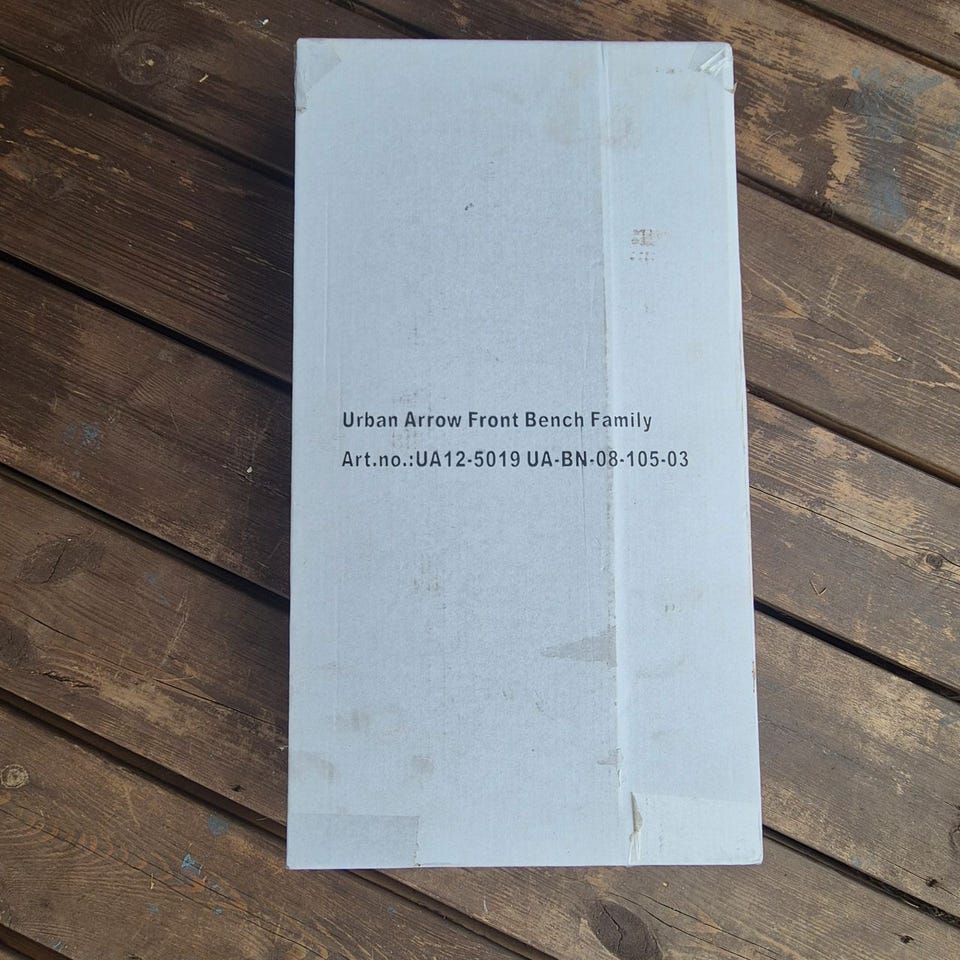 Urban Arrow Front Bench Family
Art.no.:UA12-5019 UA-BN-08-105-03